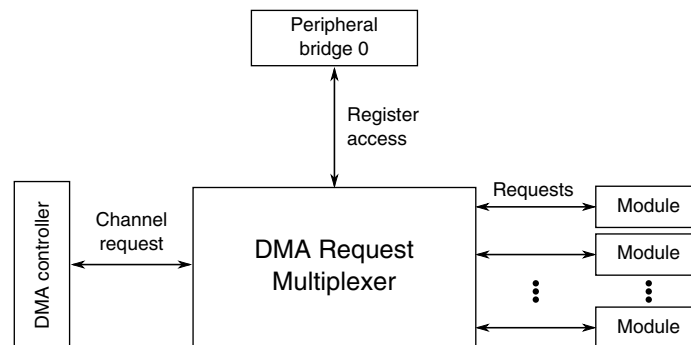 Peripheral
bridge 0
Register
access
DMA controller
Channel
request
DMA Request
Multiplexer
Requests
Module
Module
Module